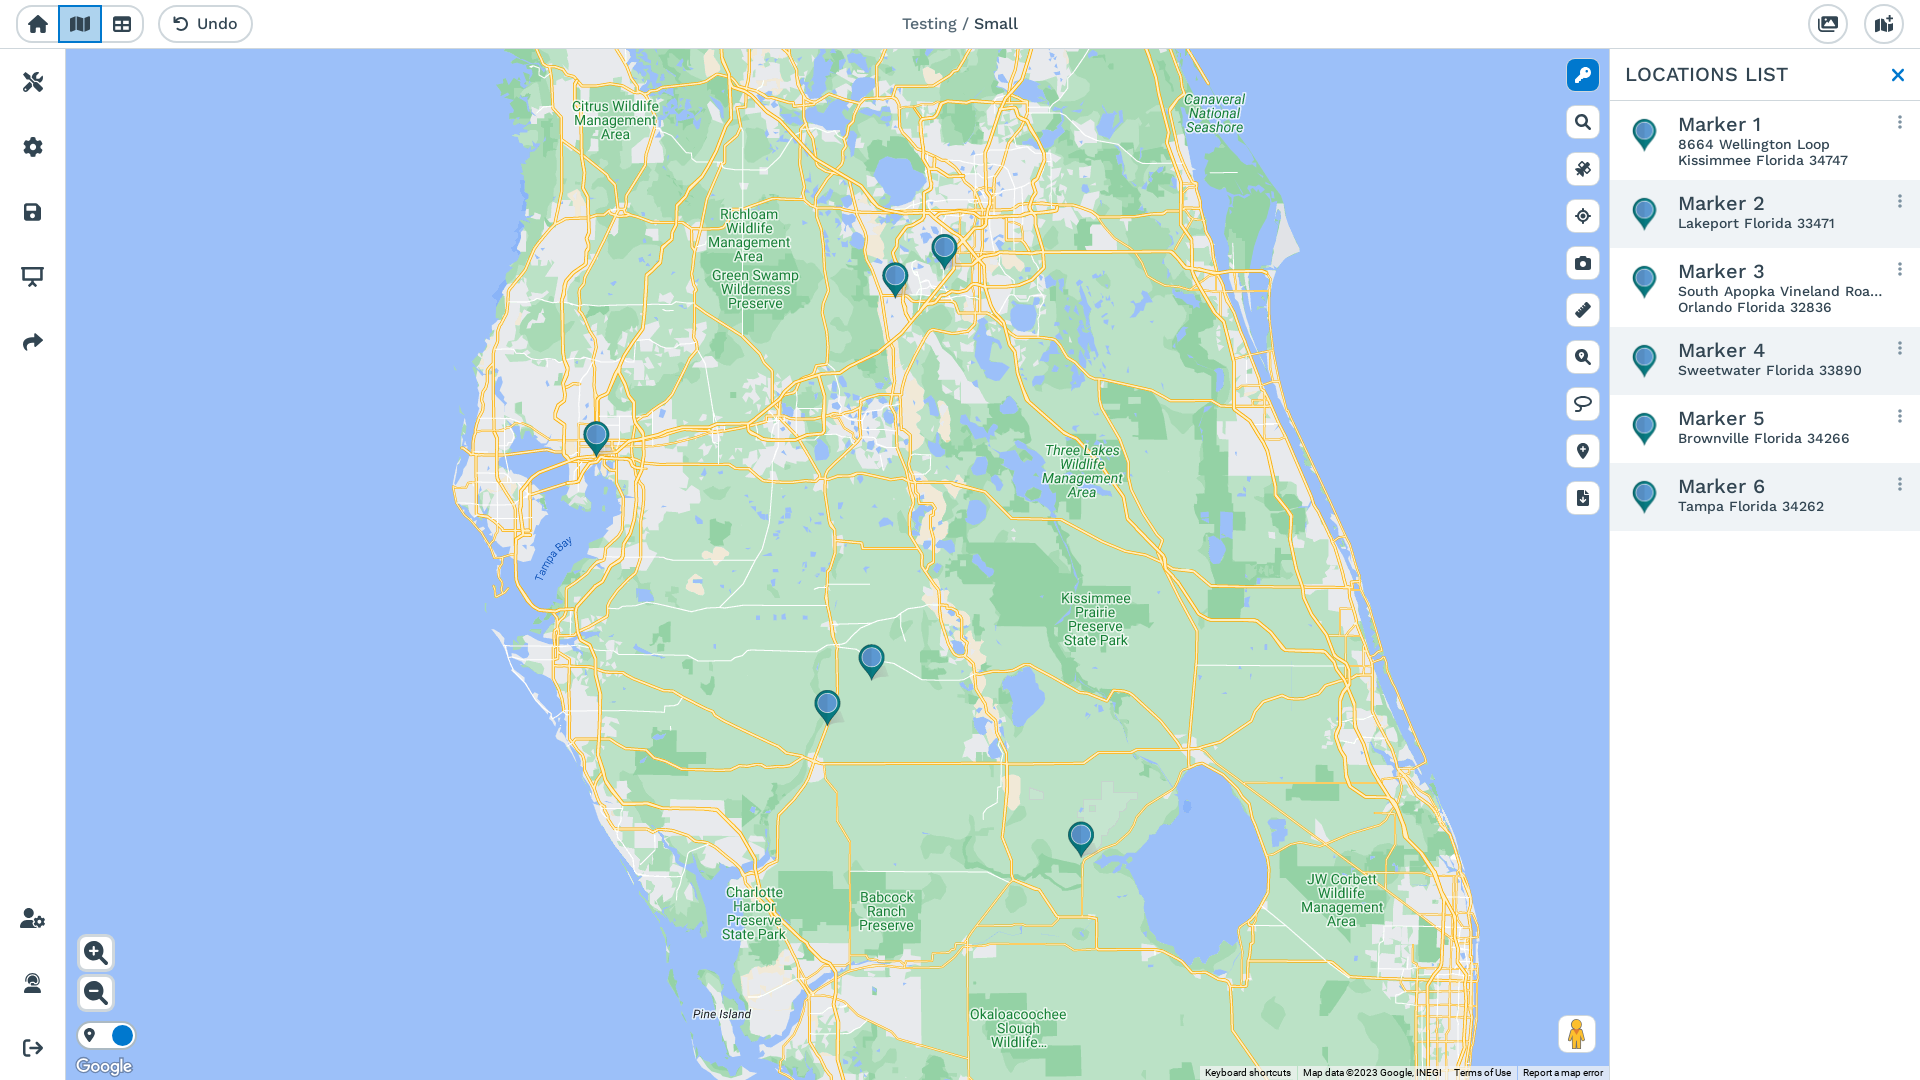 Undo
Testing / Small
LOCATIONS LIST
Marker 1
8664 Wellington Loop
Kissimmee Florida 34747
Marker 2
Lakeport Florida 33471
Marker 3
South Apopka Vineland Roa...
Orlando Florida 32836
Marker 4
Sweetwater Florida 33890
Marker 5
Brownville Florida 34266
Marker 6
Tampa Florida 34262
Citrus Wildlife
Management
Area
Canaveral
National
Seashore
Richloam
Wildlife
Management
Area
Green Swamp
Wilderness
Preserve
Three Lakes
Wildlife
Management
Area
Tampa Bay
Kissimmee
Prairie
Preserve
State Park
Charlotte
Harbor
Preserve
State Park
Babcock
Ranch
Preserve
JW Corbett
Wildlife
Management
Area
Pine Island
Okaloacoochee
Slough
Wildlife...
Google
Keyboard shortcuts
Map data ©2023 Google, INEGI
Terms of Use
Report a map error